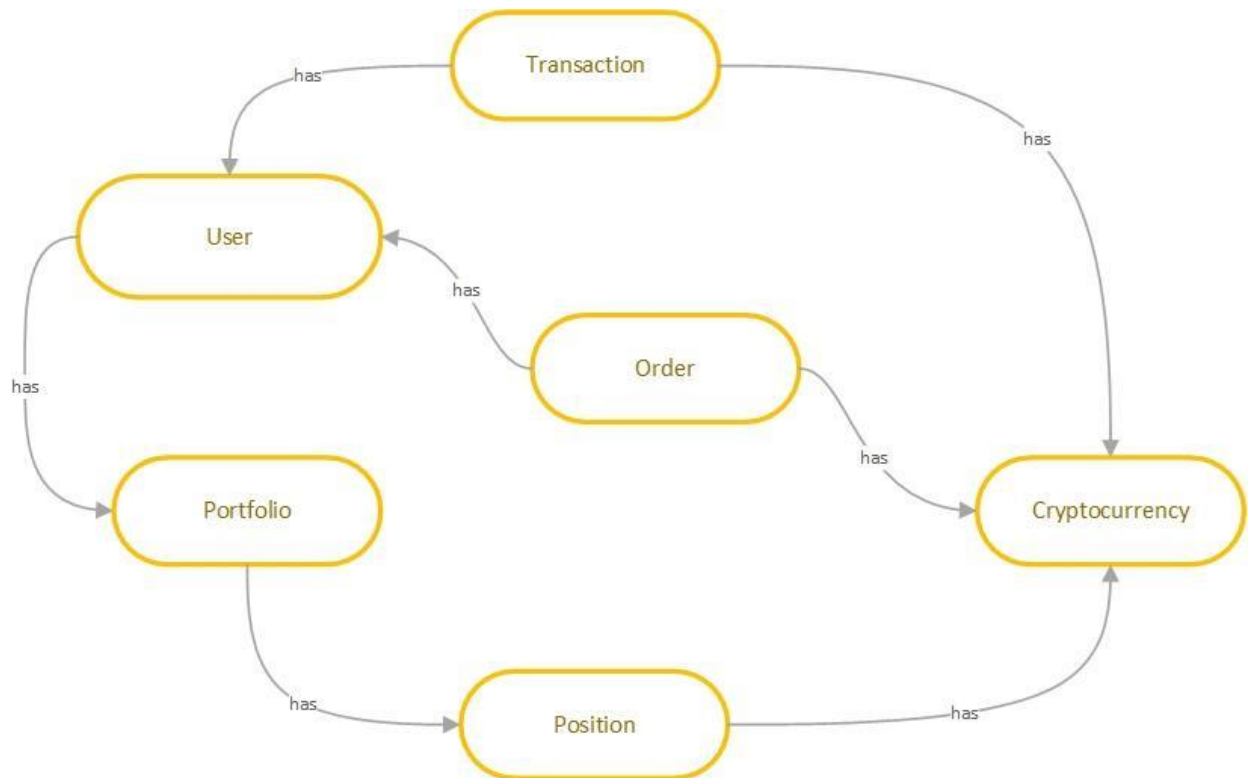 Transaction
has
has
User
has
Order
has
has
Portfolio
Cryptocurrency
has
Position
has